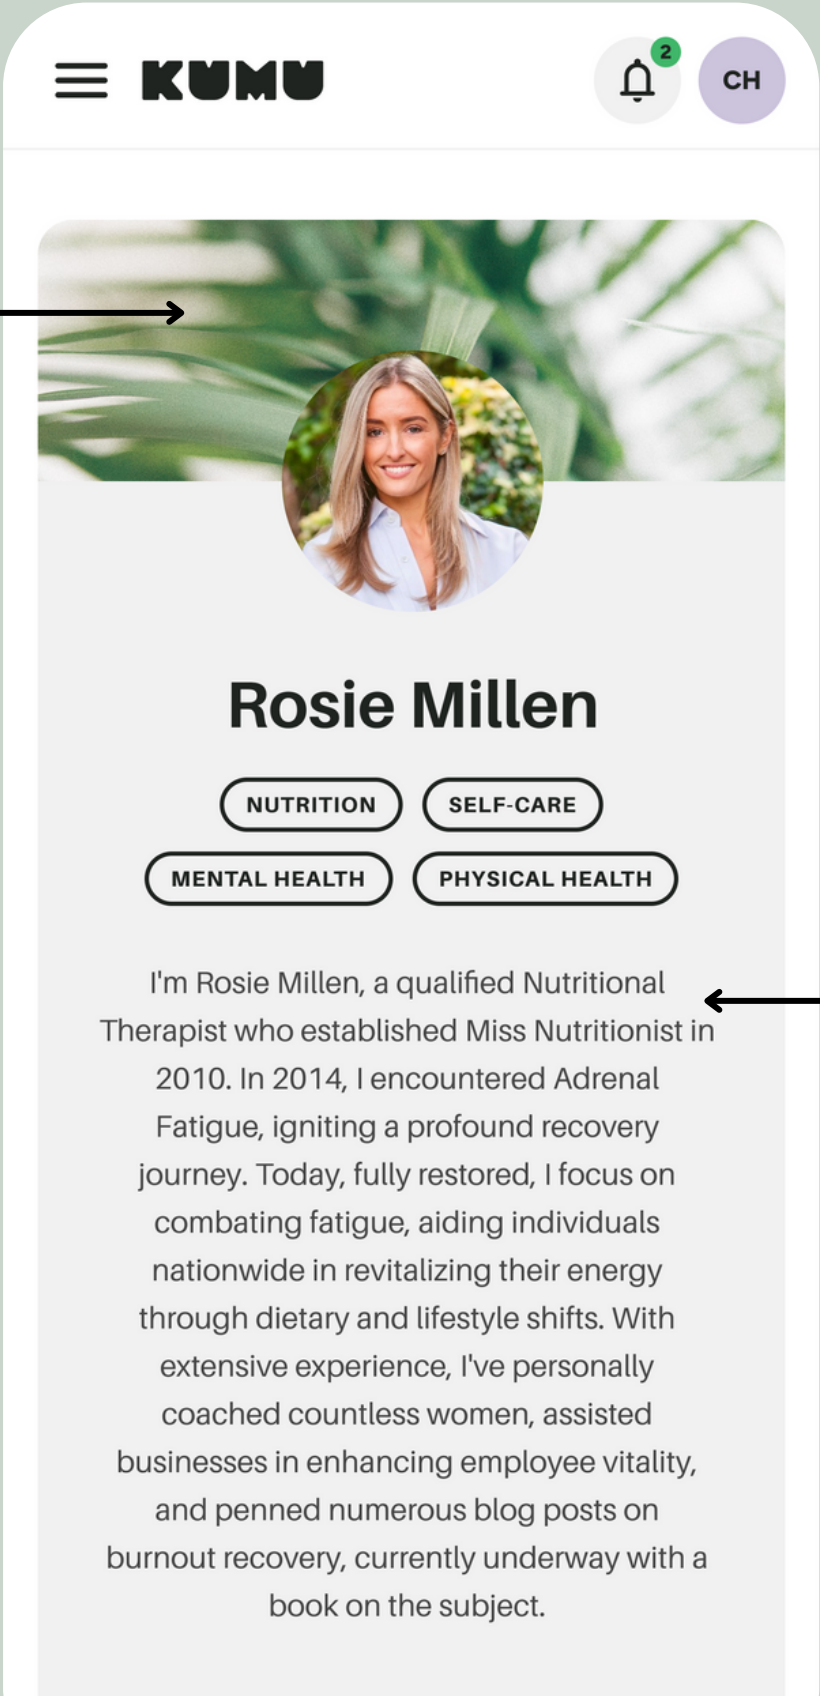 KUMU
2
CH
Rosie Millen
NUTRITION
SELF-CARE
MENTAL HEALTH
PHYSICAL HEALTH
I'm Rosie Millen, a qualified Nutritional
Therapist who established Miss Nutritionist in
2010. In 2014, I encountered Adrenal
Fatigue, igniting a profound recovery
journey. Today, fully restored, I focus on
combating fatigue, aiding individuals
nationwide in revitalizing their energy
through dietary and lifestyle shifts. With
extensive experience, I've personally
coached countless women, assisted
businesses in enhancing employee vitality,
and penned numerous blog posts on
burnout recovery, currently underway with a
book on the subject.